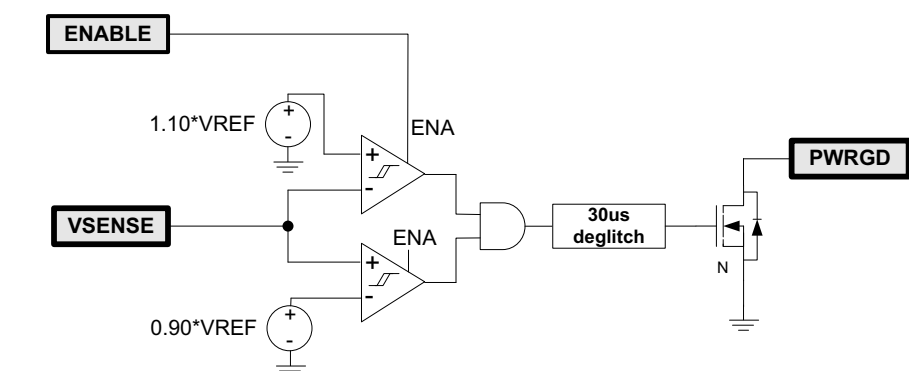 ENABLE
1.10*VREF
+
-
ENA
+
-
PWRGD
VSENSE
ENA
30us
deglitch
+
-
N
0.90*VREF
+
-